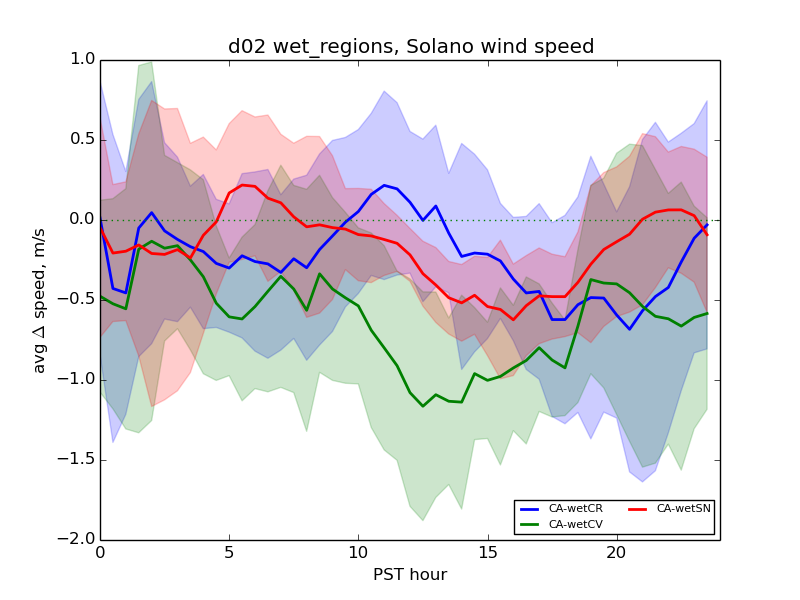 d02 wet_regions, Solano wind speed
1.0
0.5
0.0
−0.5
−1.0
−1.5
−2.0
avg Δ speed, m/s
0 5 10 15 20
PST hour
CA-wetCR CA-wetSN
CA-wetCV